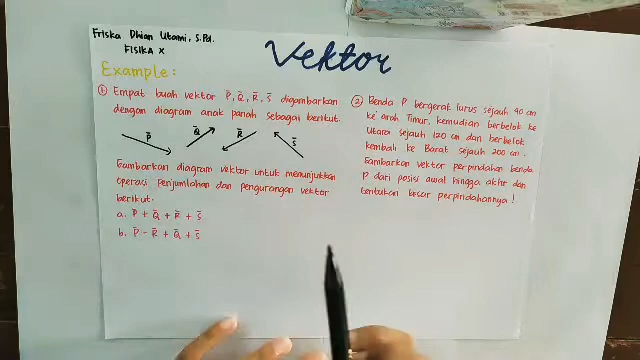 Friska Dhian Utami, S.Pd.
FISIKA X
Vektor
Example :
① Empat buah vektor P̄, Q̄, R̄, S̄ digambarkan
dengan diagram anak panah sebagai berikut.
P̄ Q̄ R̄ S̄
Gambarkan diagram vektor untuk menunjukkan
operasi penjumlahan dan pengurangan vektor
berikut.
a. P̄ + Q̄ + R̄ + S̄
b. P̄ - R̄ + Q̄ + S̄
② Benda P bergerak lurus sejauh 40 cm
ke arah Timur, kemudian berbelok ke
Utara sejauh 120 cm dan berbelok
kembali ke Barat sejauh 200 cm.
Gambarkan vektor perpindahan benda
P dari posisi awal hingga akhir dan
tentukan besar perpindahannya !